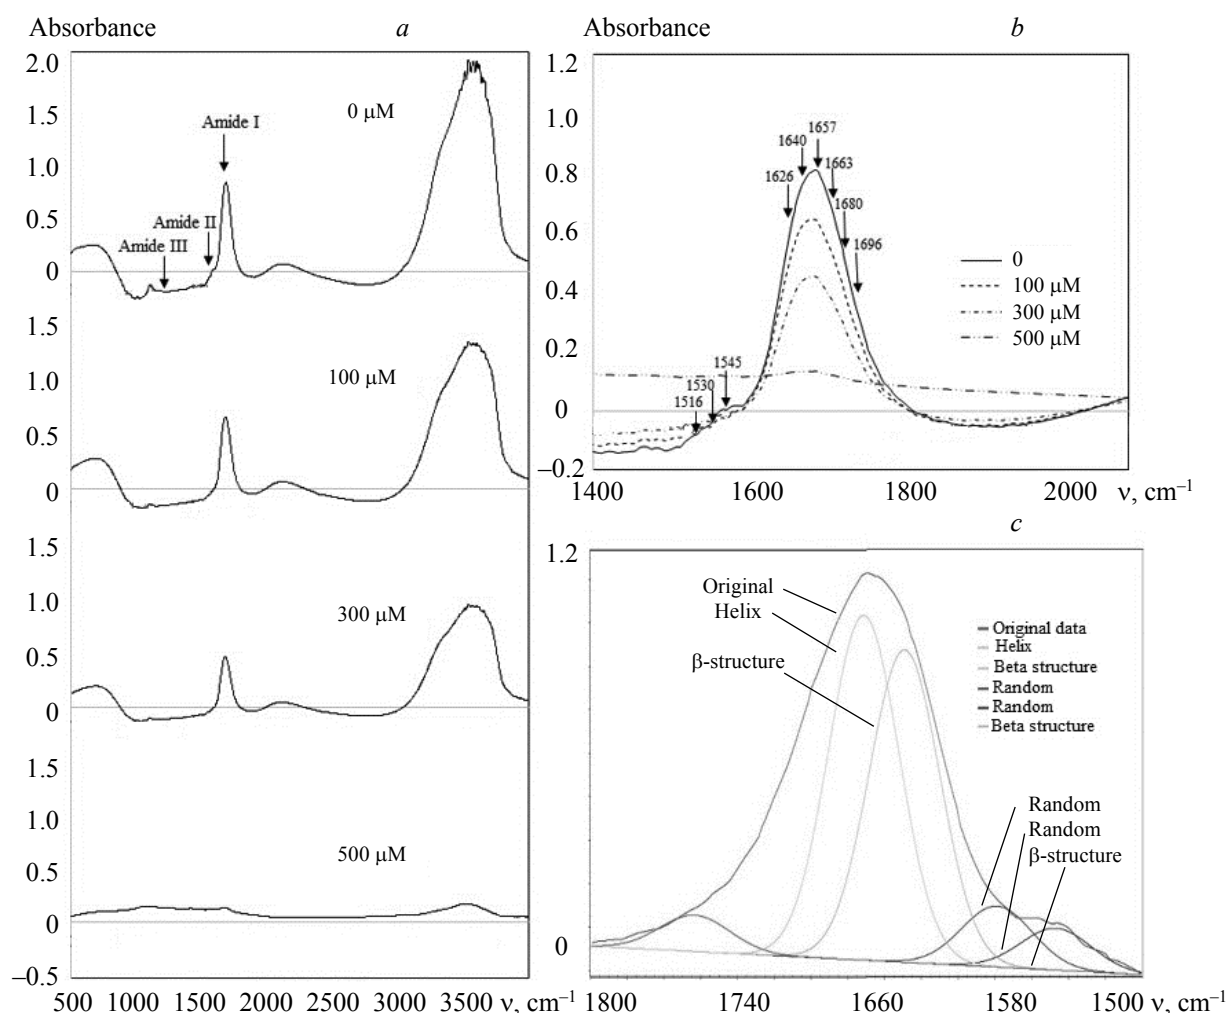 Absorbance a
2.0
1.5
1.0
0.5
0
0 μM
Amide I
Amide II
Amide III
1.5
1.0
0.5
0
100 μM
1.5
1.0
0.5
0
300 μM
1.5
1.0
0.5
0
–0.5
500 μM
500 1000 1500 2000 2500 3000 3500 ν, cm–1
Absorbance b
1.2
1.0
0.8
0.6
0.4
0.2
0
–0.2
1657
1640
1663
1626
1680
1696
1545
1530
1516
0
100 μM
300 μM
500 μM
1400 1600 1800 2000 ν, cm–1
c
1.2
0
Original
Helix
β-structure
Original data
Helix
Beta structure
Random
Random
Beta structure
Random
Random
β-structure
1800 1740 1660 1580 1500 ν, cm–1